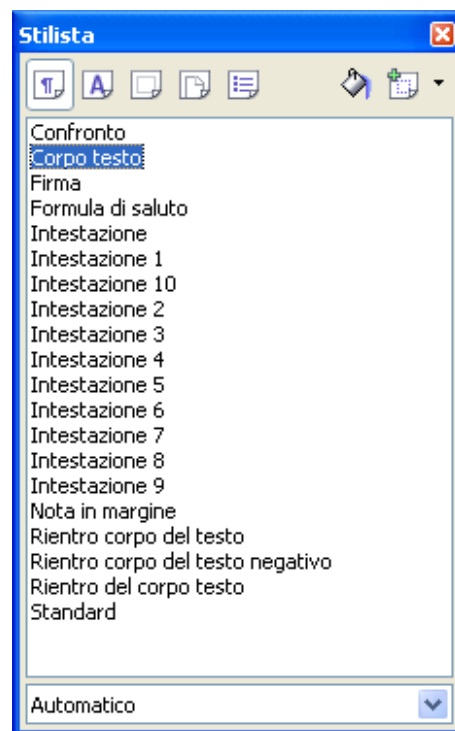 Stilista
Confronto
Corpo testo
Firma
Formula di saluto
Intestazione
Intestazione 1
Intestazione 10
Intestazione 2
Intestazione 3
Intestazione 4
Intestazione 5
Intestazione 6
Intestazione 7
Intestazione 8
Intestazione 9
Nota in margine
Rientro corpo del testo
Rientro corpo del testo negativo
Rientro del corpo testo
Standard
Automatico